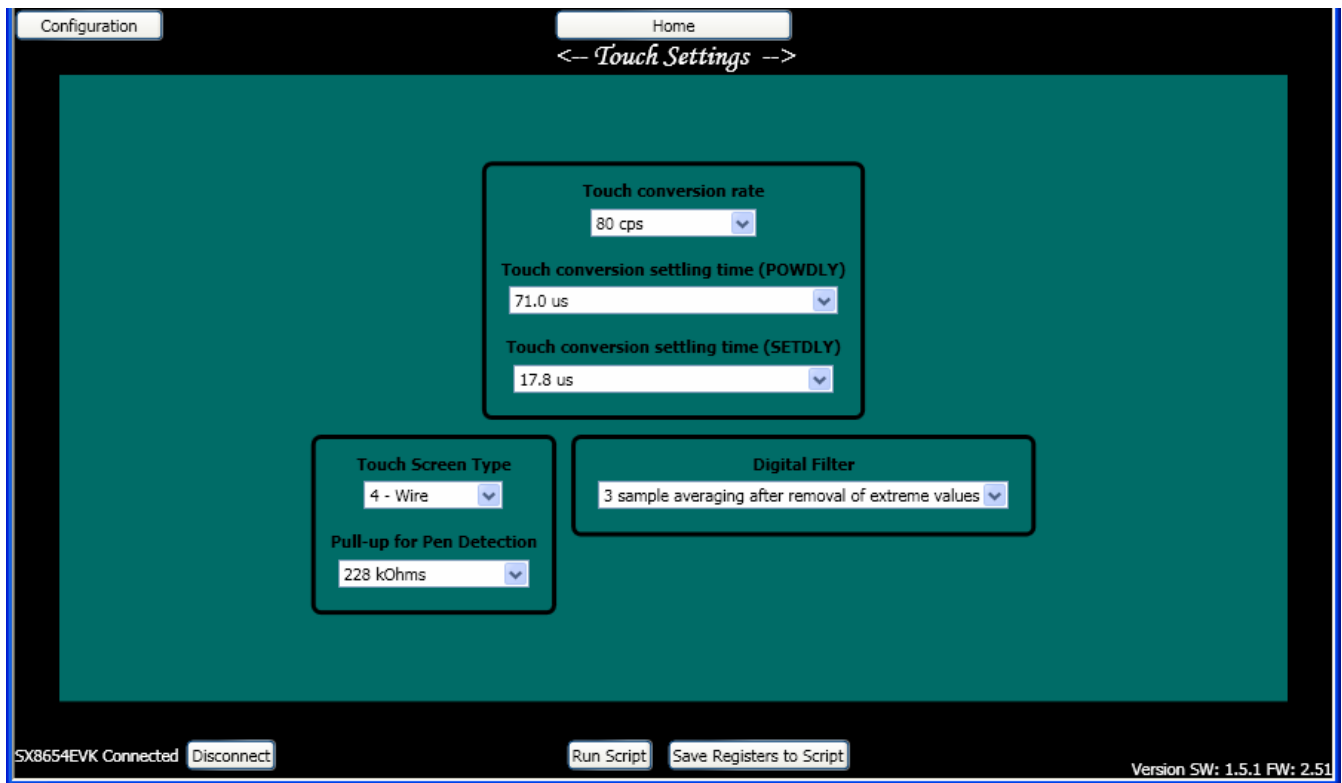 Configuration
Home
<-- Touch Settings -->
Touch conversion rate
80 cps
Touch conversion settling time (POWDLY)
71.0 us
Touch conversion settling time (SETDLY)
17.8 us
Touch Screen Type
4 - Wire
Pull-up for Pen Detection
228 kOhms
Digital Filter
3 sample averaging after removal of extreme values
SX8654EVK Connected Disconnect
Run Script Save Registers to Script
Version SW: 1.5.1 FW: 2.51